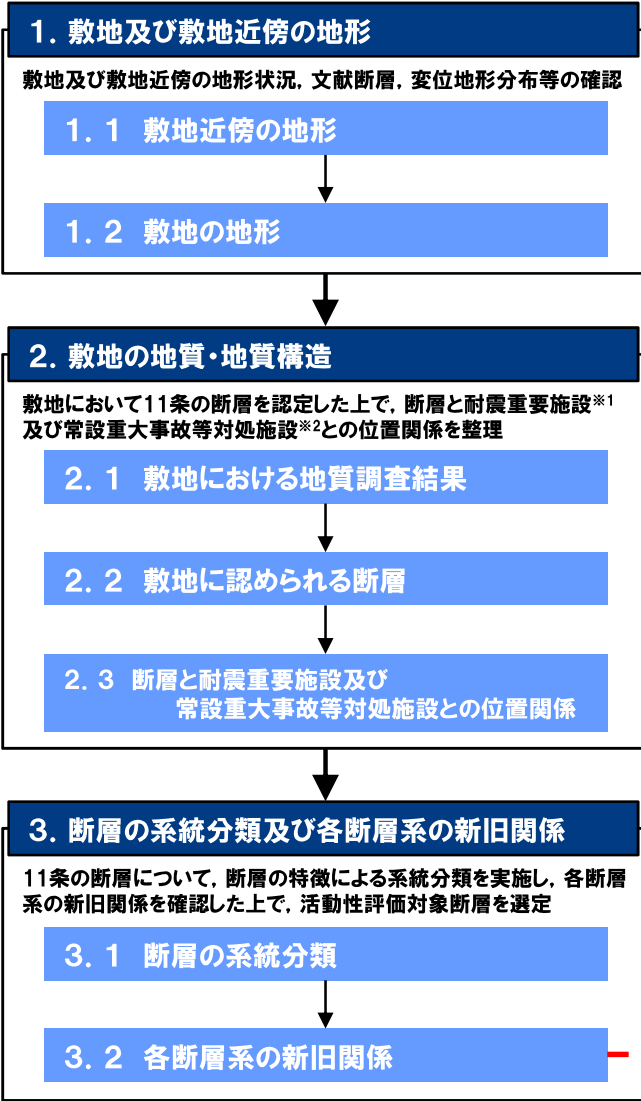 1. 敷地及び敷地近傍の地形
敷地及び敷地近傍の地形状況, 文献断層, 変位地形分布等の確認
1. 1 敷地近傍の地形
1. 2 敷地の地形
2. 敷地の地質・地質構造
敷地において11条の断層を認定した上で, 断層と耐震重要施設※1
及び常設重大事故等対処施設※2との位置関係を整理
2. 1 敷地における地質調査結果
2. 2 敷地に認められる断層
2. 3 断層と耐震重要施設及び
常設重大事故等対処施設との位置関係
3. 断層の系統分類及び各断層系の新旧関係
11条の断層について, 断層の特徴による系統分類を実施し, 各断層
系の新旧関係を確認した上で, 活動性評価対象断層を選定
3. 1 断層の系統分類
3. 2 各断層系の新旧関係